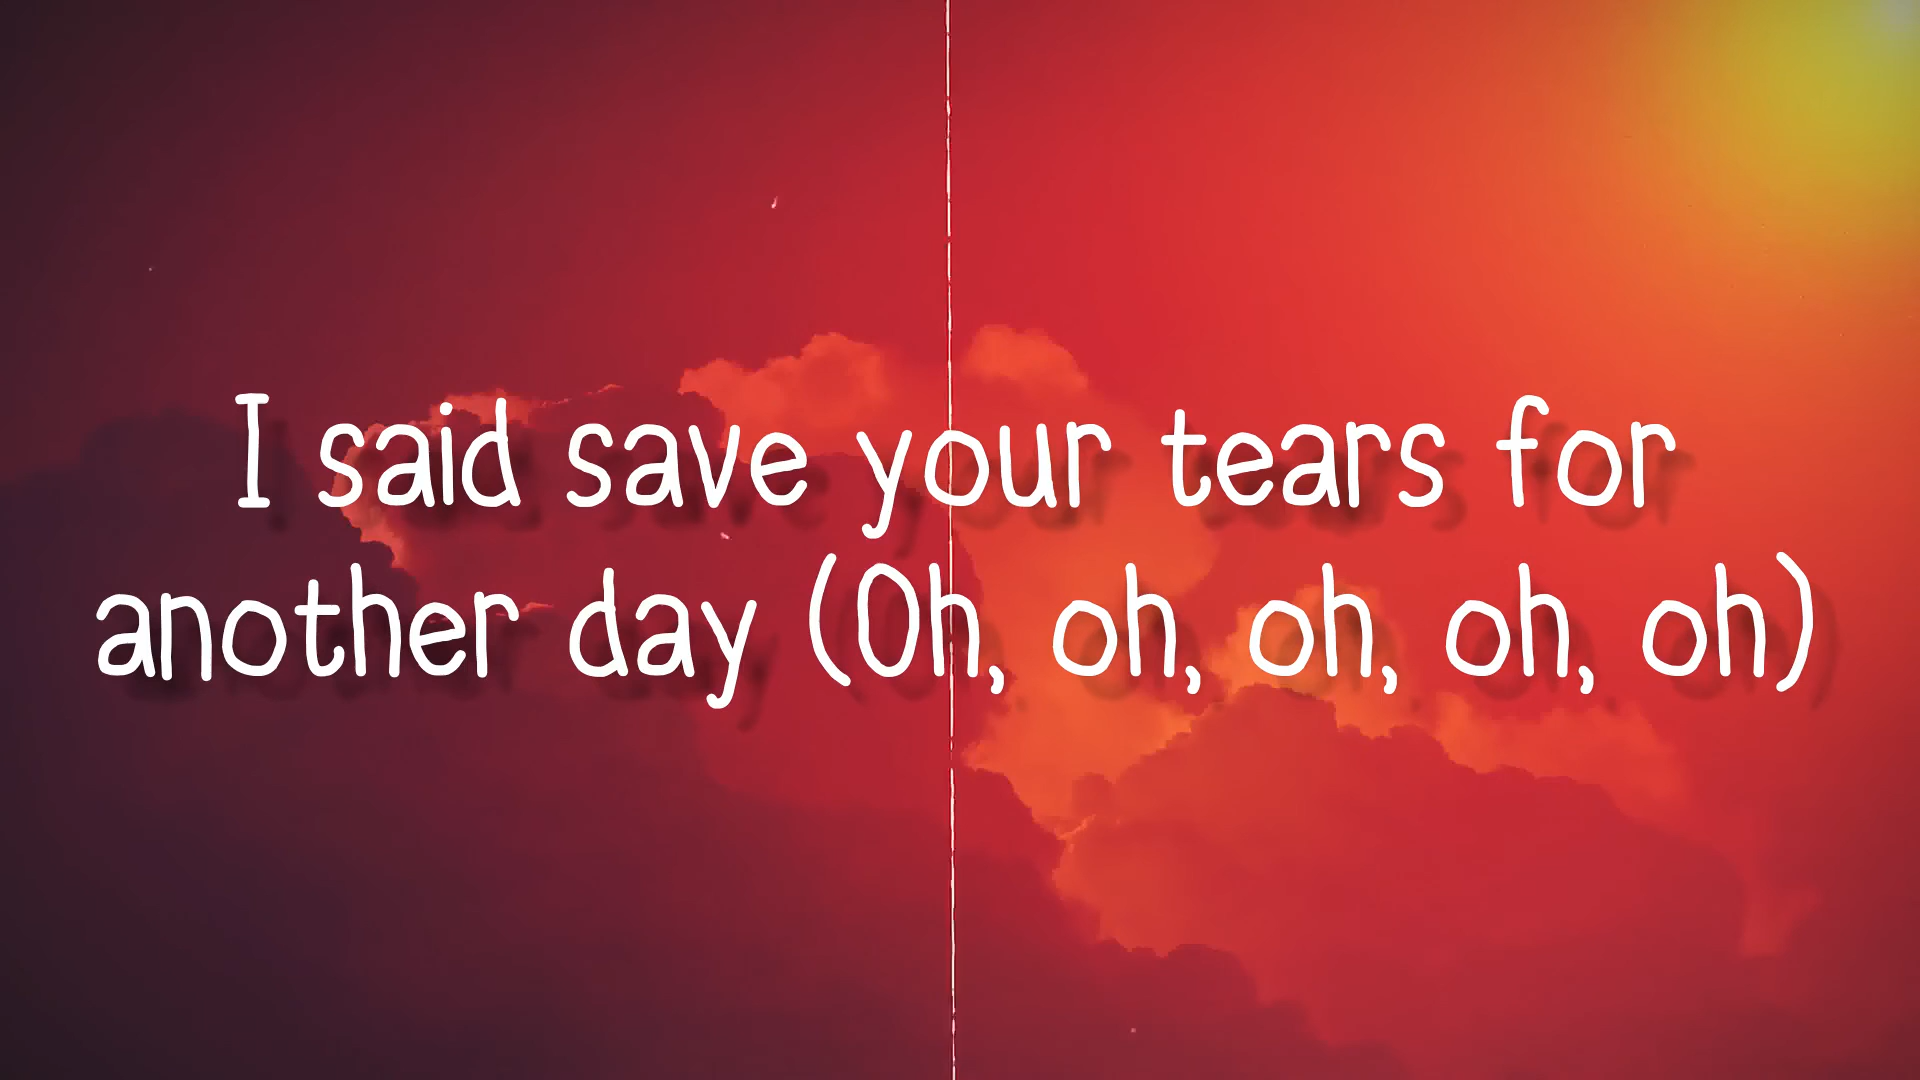 I said save your tears for
another day (Oh, oh, oh, oh, oh)